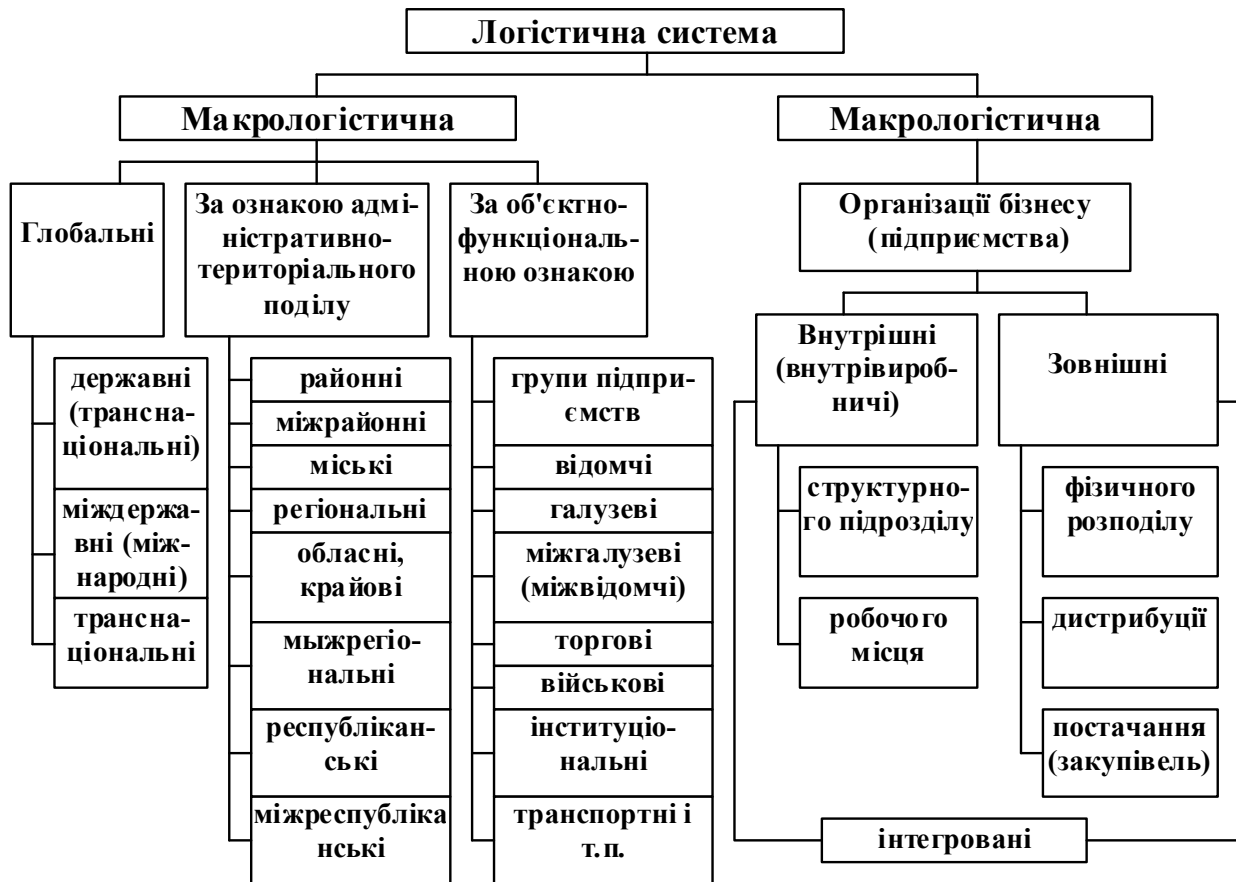 Логістична система
Макрологістична
Макрологістична
Глобальні
За ознакою адмі-
ністративно-
територіального
поділу
За об'єктно-
функціональ-
ною ознакою
Організації бізнесу
(підприємства)
державні
(трансна-
ціональні)
міждержа-
вні (між-
народні)
трансна-
ціональні
районні
міжрайонні
міські
регіональні
обласні,
крайові
мыжрегіо-
нальні
республікан-
ські
міжреспубліка
нські
групи підпри-
ємств
відомчі
галузеві
міжгалузеві
(міжвідомчі)
торгові
військові
інституціо-
нальні
транспортні і
т.п.
Внутрішні
(внутрівироб-
ничі)
структурно-
го підрозділу
робочого
місця
Зовнішні
фізичного
розподілу
дистрибуції
постачання
(закупівель)
інтегровані